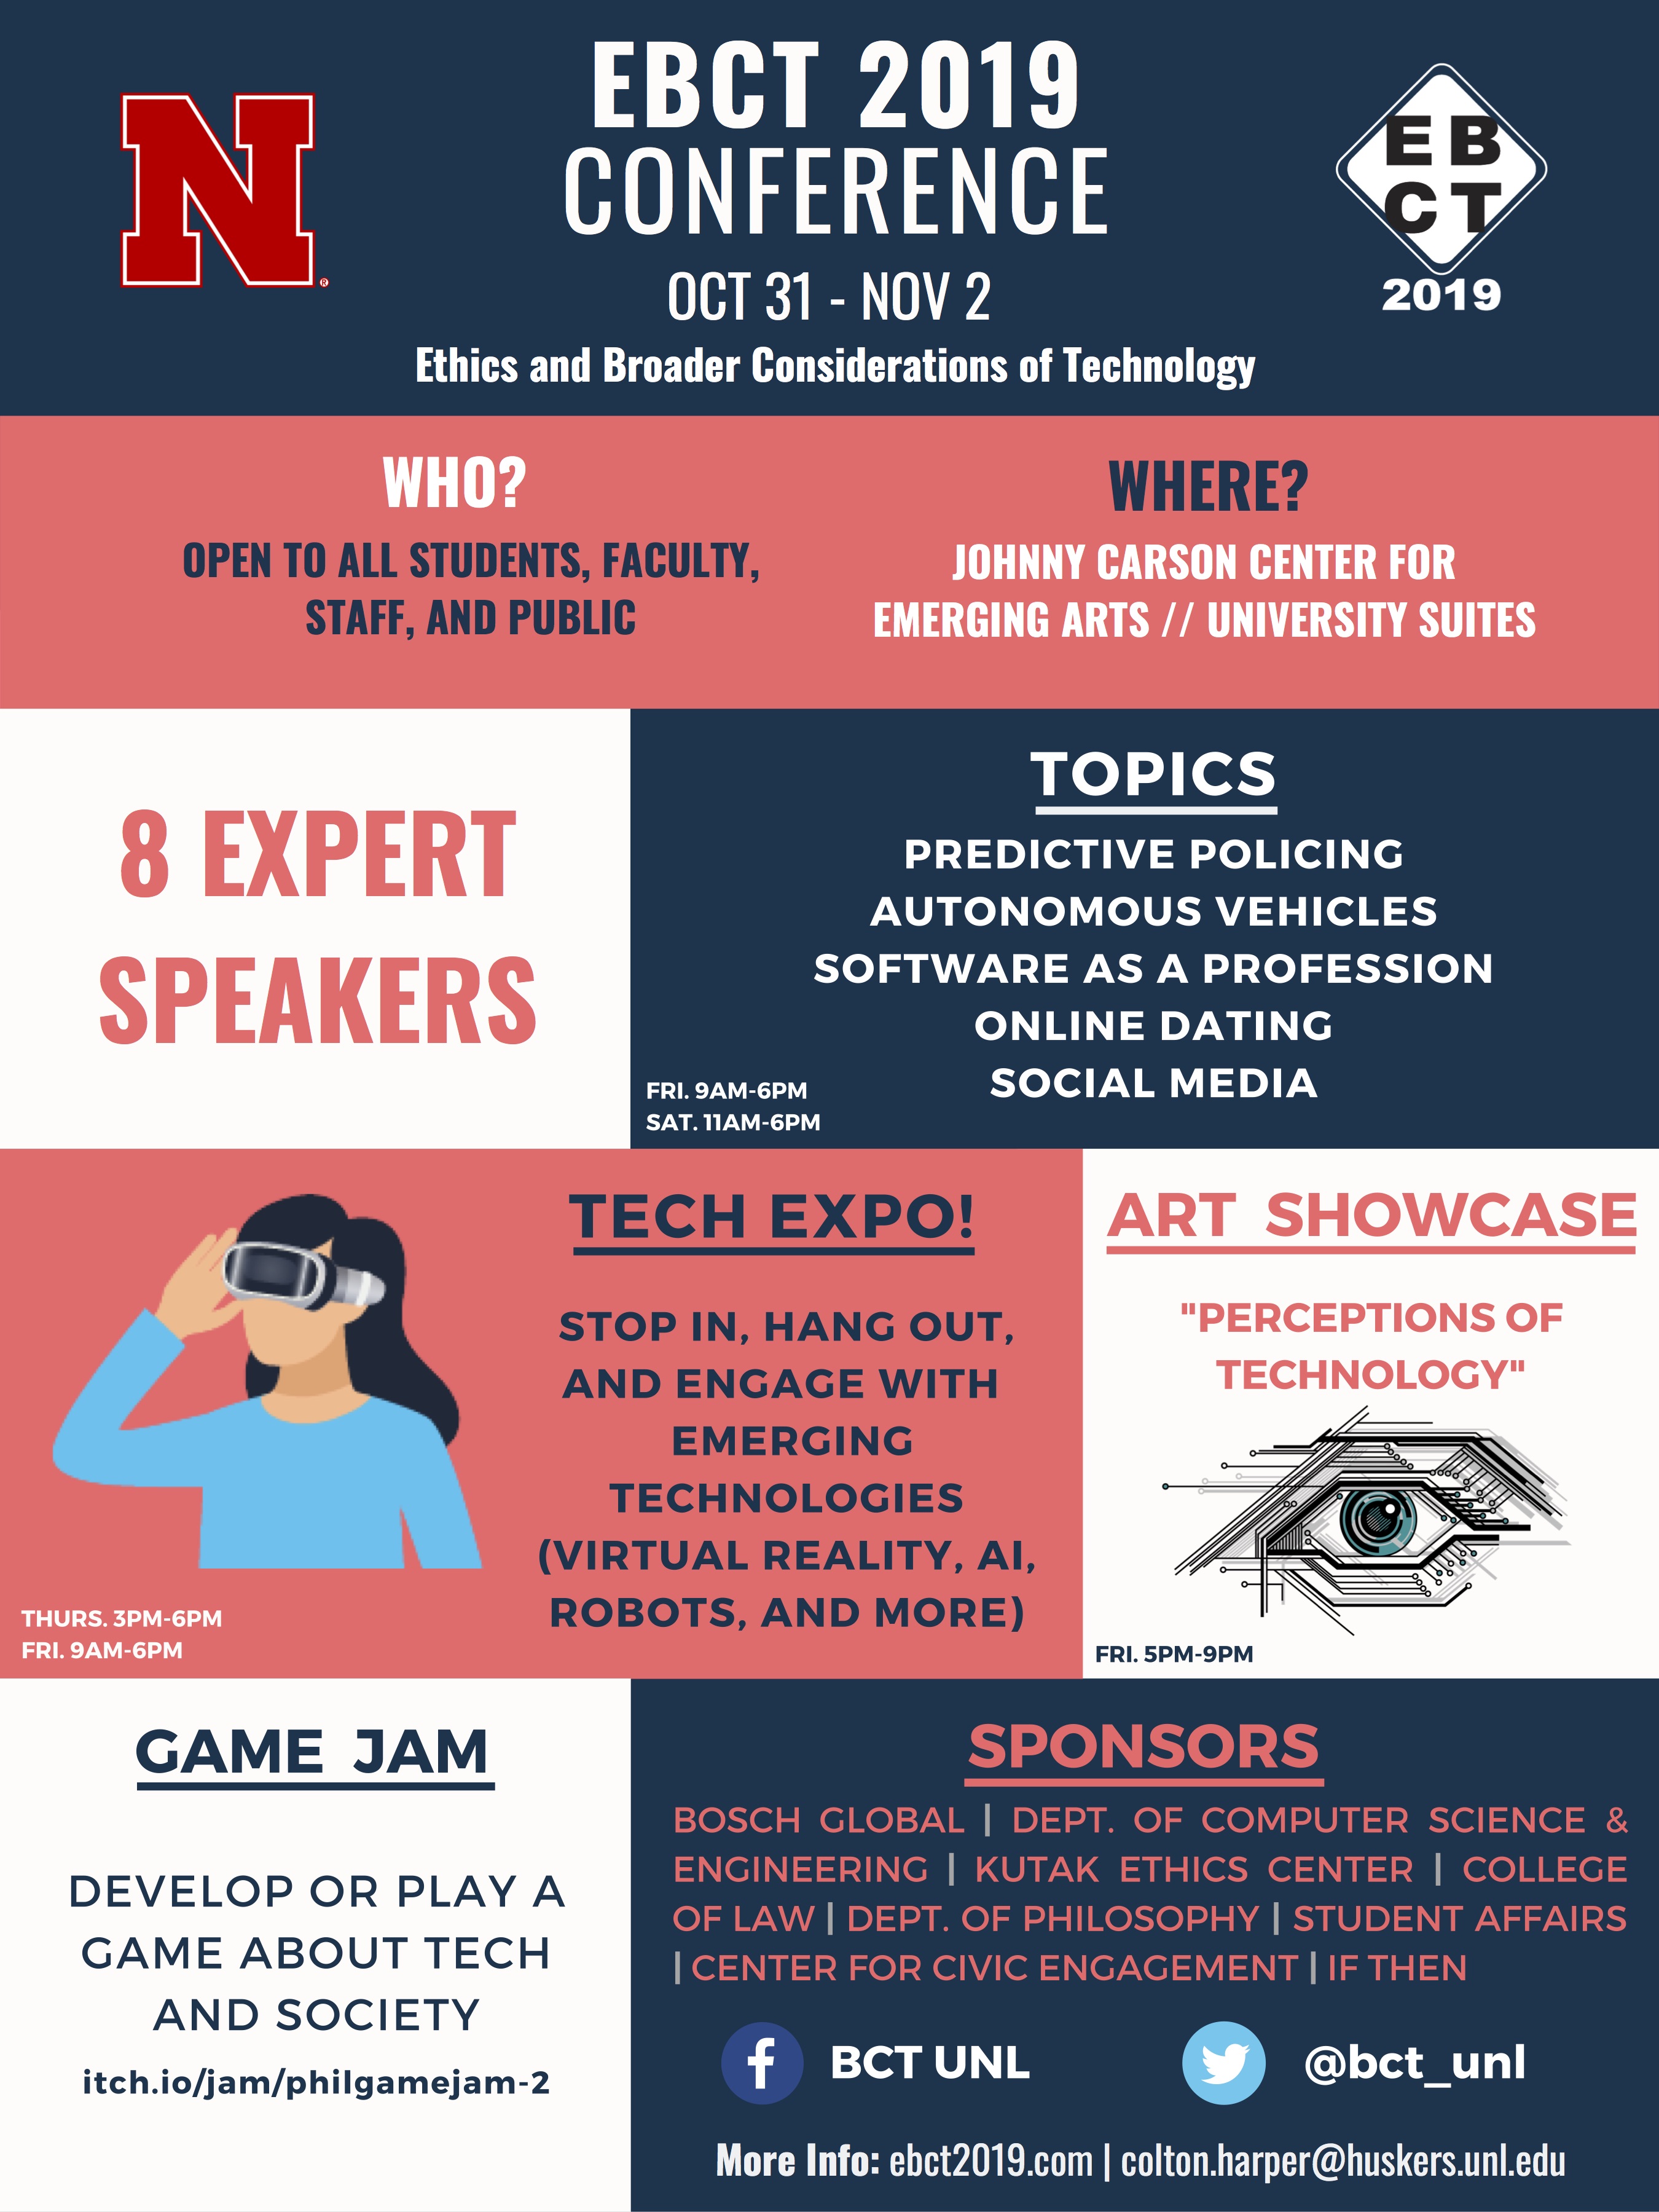 N®
EBCT 2019
CONFERENCE
OCT 31 - NOV 2
Ethics and Broader Considerations of Technology
E B
C T
2019
WHO?
OPEN TO ALL STUDENTS, FACULTY,
STAFF, AND PUBLIC
WHERE?
JOHNNY CARSON CENTER FOR
EMERGING ARTS // UNIVERSITY SUITES
8 EXPERT
SPEAKERS
TOPICS
PREDICTIVE POLICING
AUTONOMOUS VEHICLES
SOFTWARE AS A PROFESSION
ONLINE DATING
SOCIAL MEDIA
FRI. 9AM-6PM
SAT. 11AM-6PM
TECH EXPO!
STOP IN, HANG OUT,
AND ENGAGE WITH
EMERGING
TECHNOLOGIES
(VIRTUAL REALITY, AI,
ROBOTS, AND MORE)
THURS. 3PM-6PM
FRI. 9AM-6PM
ART SHOWCASE
"PERCEPTIONS OF
TECHNOLOGY"
FRI. 5PM-9PM
GAME JAM
DEVELOP OR PLAY A
GAME ABOUT TECH
AND SOCIETY
itch.io/jam/philgamejam-2
SPONSORS
BOSCH GLOBAL | DEPT. OF COMPUTER SCIENCE &
ENGINEERING | KUTAK ETHICS CENTER | COLLEGE
OF LAW | DEPT. OF PHILOSOPHY | STUDENT AFFAIRS
| CENTER FOR CIVIC ENGAGEMENT | IF THEN
f BCT UNL
@bct_unl
More Info: ebct2019.com | colton.harper@huskers.unl.edu